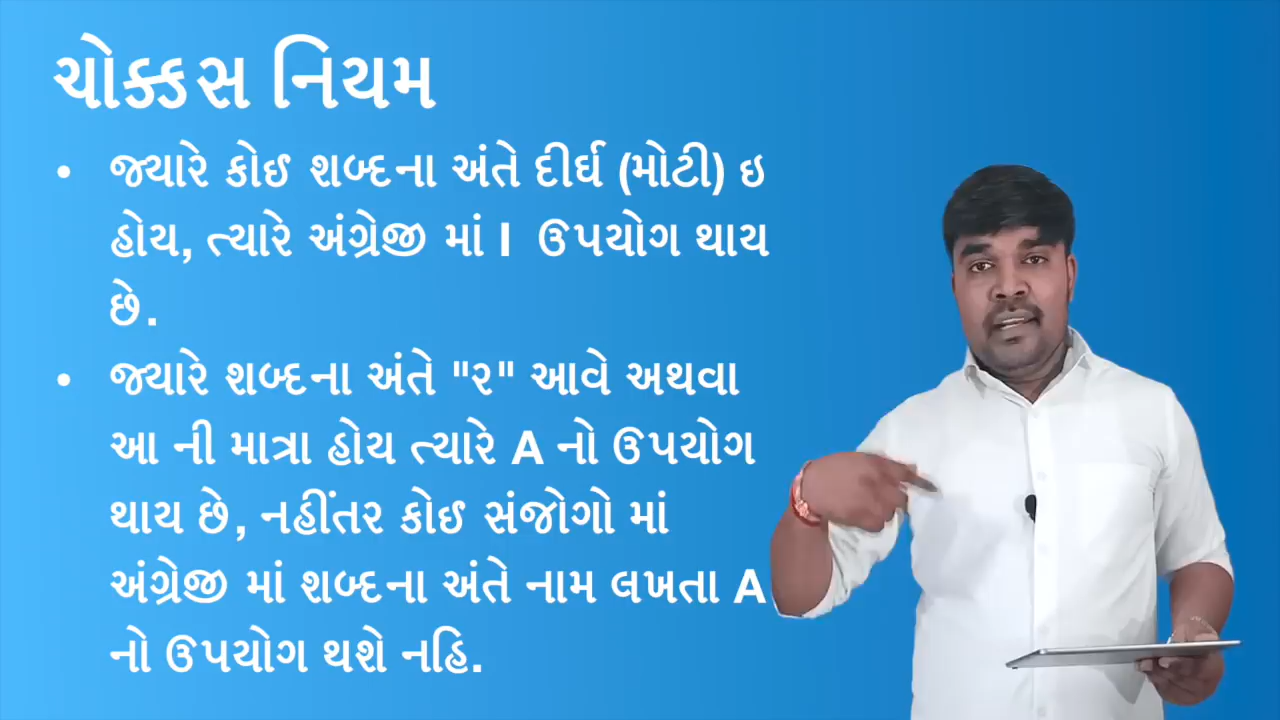 ચોક્કસ નિયમ
• જ્યારે કોઈ શબ્દના અંતે દીર્ઘ (મોટી) ઇ
હોય, ત્યારે અંગ્રેજી માં I ઉપયોગ થાય
છે.
• જ્યારે શબ્દના અંતે "ર" આવે અથવા
આ ની માત્રા હોય ત્યારે A નો ઉપયોગ
થાય છે, નહીંતર કોઈ સંજોગો માં
અંગ્રેજી માં શબ્દના અંતે નામ લખતા A
નો ઉપયોગ થશે નહિ.